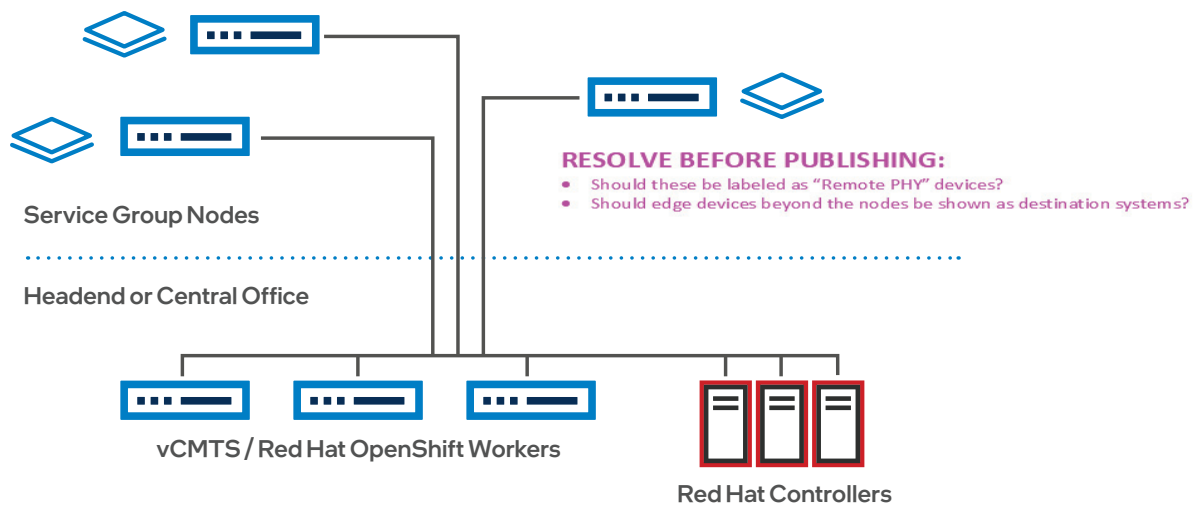 RESOLVE BEFORE PUBLISHING:
• Should these be labeled as “Remote PHY” devices?
• Should edge devices beyond the nodes be shown as destination systems?
Service Group Nodes
Headend or Central Office
vCMTS / Red Hat OpenShift Workers
Red Hat Controllers